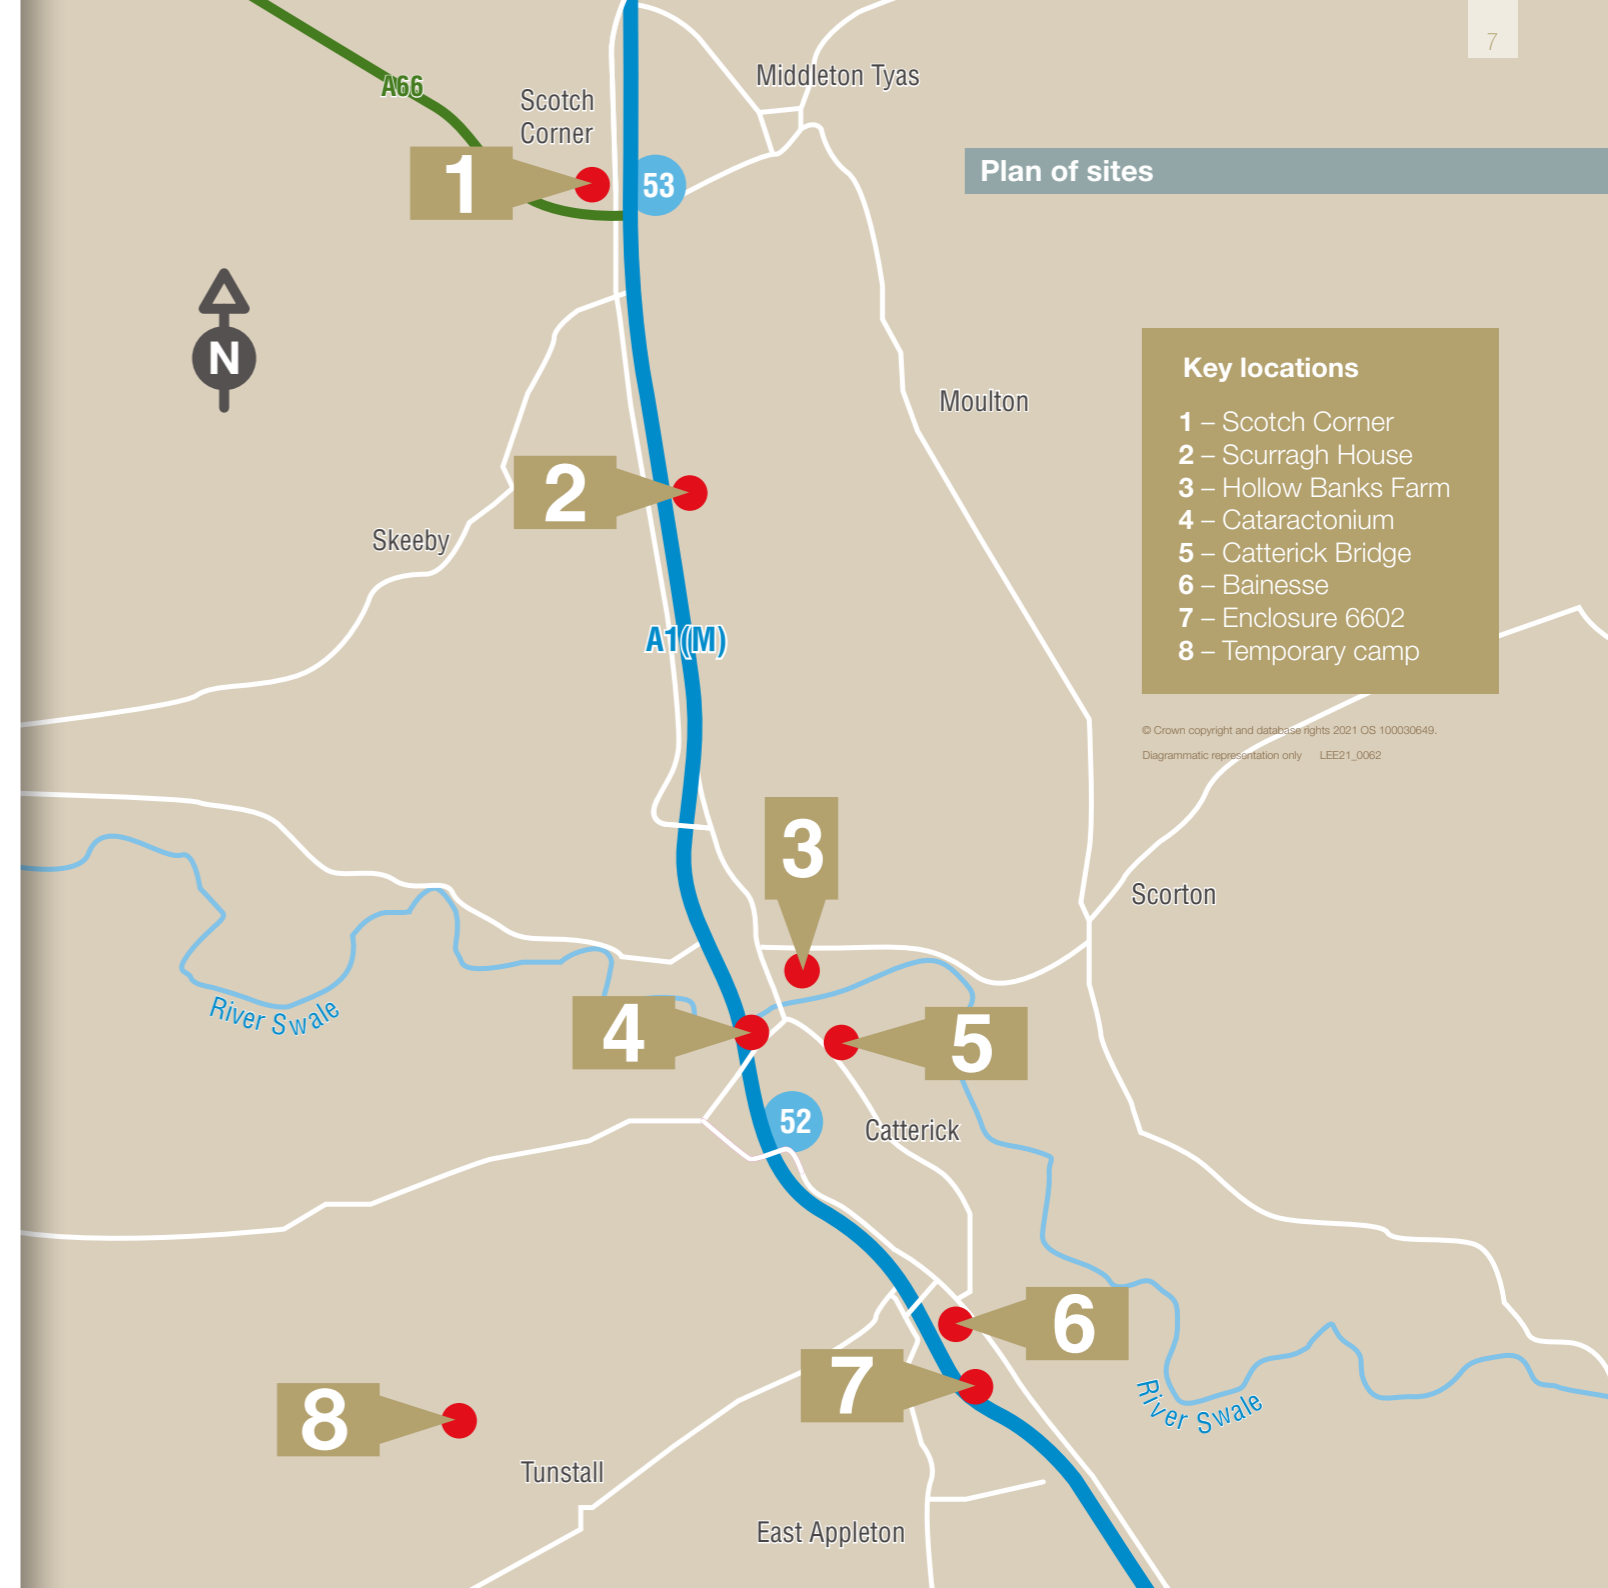 7
A66
Scotch
Corner
Middleton Tyas
Plan of sites
1
53
N
Key locations
1 – Scotch Corner
2 – Scurragh House
3 – Hollow Banks Farm
4 – Cataractonium
5 – Catterick Bridge
6 – Bainesse
7 – Enclosure 6602
8 – Temporary camp
Moulton
2
Skeeby
A1(M)
© Crown copyright and database rights 2021 OS 100030649.
Diagrammatic representation only LEE21_0062
3
Scorton
River Swale
4
5
52
Catterick
6
7
River Swale
8
Tunstall
East Appleton